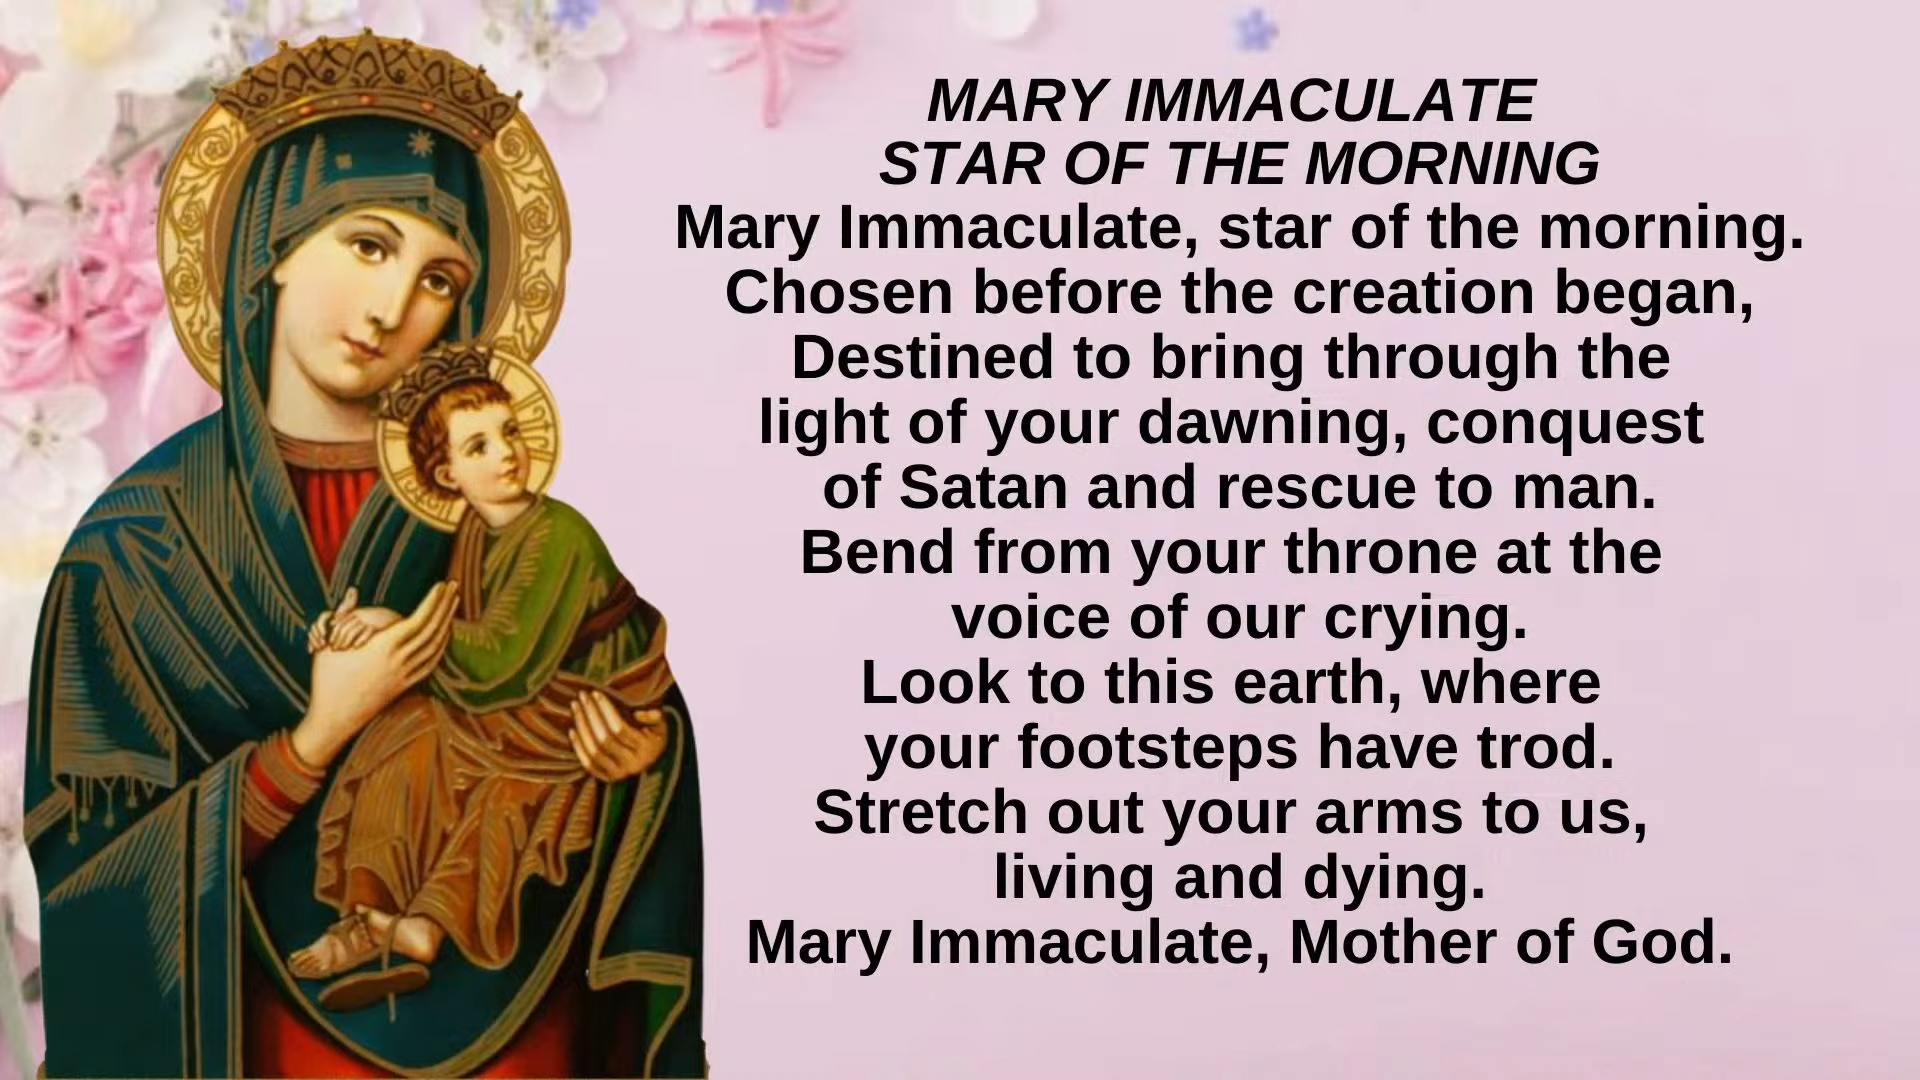 MARY IMMACULATE
STAR OF THE MORNING
Mary Immaculate, star of the morning.
Chosen before the creation began,
Destined to bring through the
light of your dawning, conquest
of Satan and rescue to man.
Bend from your throne at the
voice of our crying.
Look to this earth, where
your footsteps have trod.
Stretch out your arms to us,
living and dying.
Mary Immaculate, Mother of God.